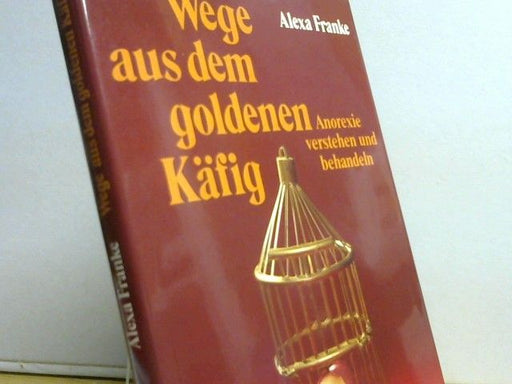 Wege
aus dem
goldenen
Käfig
Alexa Franke
Anorexie
verstehen und
behandeln
Alexa Franke Wege aus dem goldenen Käfig